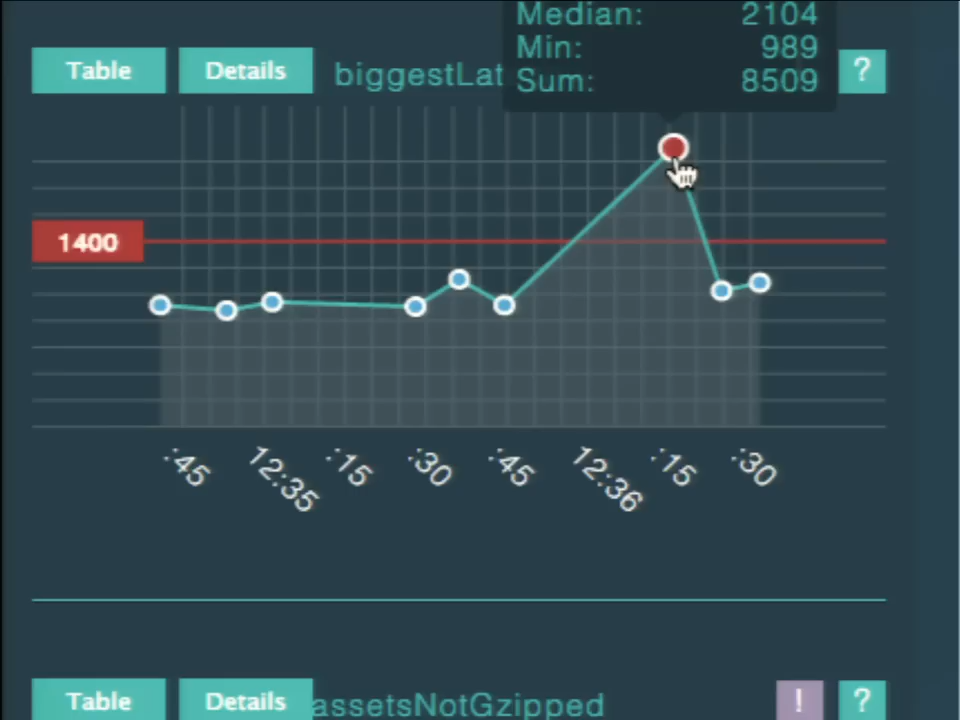 Median: 2104
Min: 989
Sum: 8509
Table Details biggestLat ?
1400
:45 12:35 :15 :30 :45 12:36 :15 :30
Table Details assetsNotGzipped ! ?